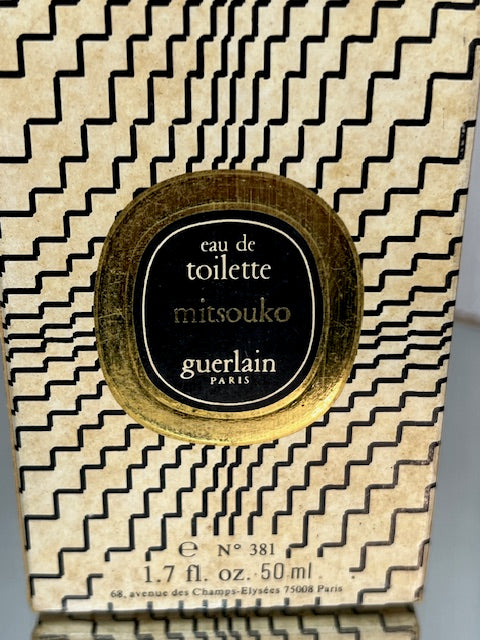 eau de
toilette
mitsouko
guerlain
PARIS
℮ N° 381
1.7 fl. oz. 50 ml
68, avenue des Champs-Elysées 75008 Paris